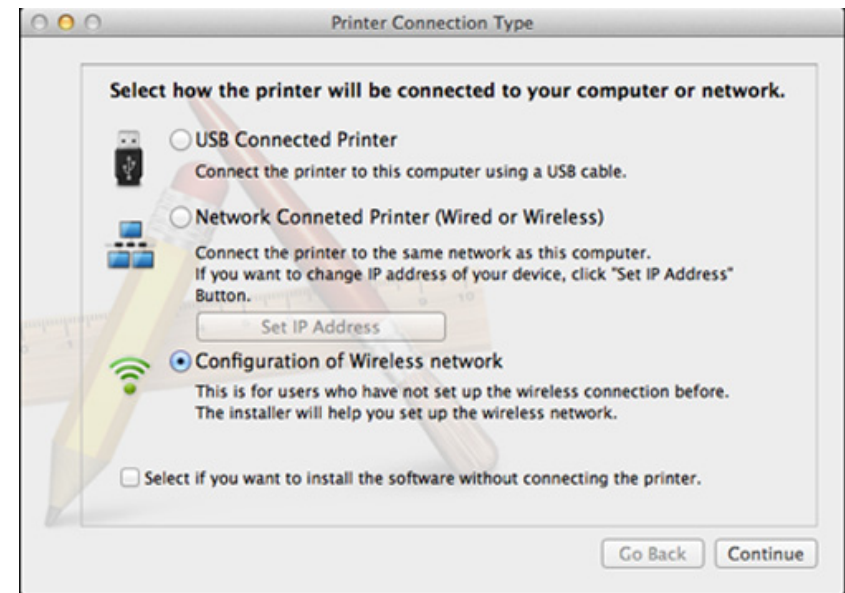 Printer Connection Type
Select how the printer will be connected to your computer or network.
USB Connected Printer
Connect the printer to this computer using a USB cable.
Network Conneted Printer (Wired or Wireless)
Connect the printer to the same network as this computer.
If you want to change IP address of your device, click "Set IP Address"
Button.
Set IP Address
Configuration of Wireless network
This is for users who have not set up the wireless connection before.
The installer will help you set up the wireless network.
Select if you want to install the software without connecting the printer.
Go Back
Continue